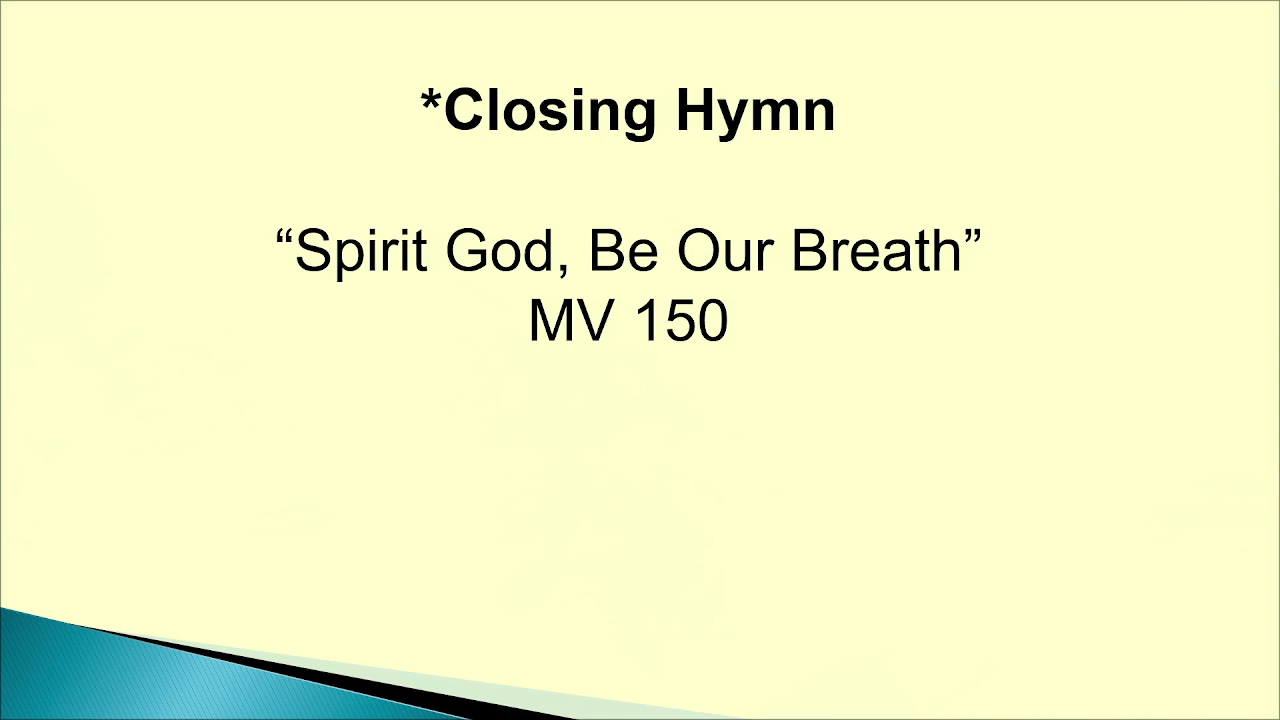 *Closing Hymn
“Spirit God, Be Our Breath”
MV 150